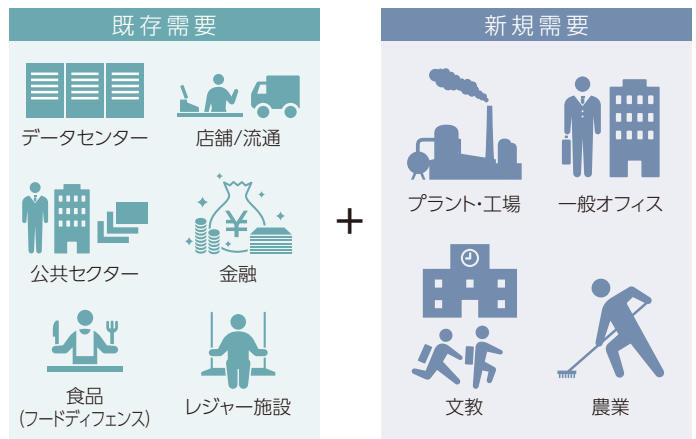 既存需要
データセンター
店舗/流通
公共セクター
¥
金融
食品
(フードディフェンス)
レジャー施設
+
新規需要
プラント・工場
一般オフィス
文教
農業